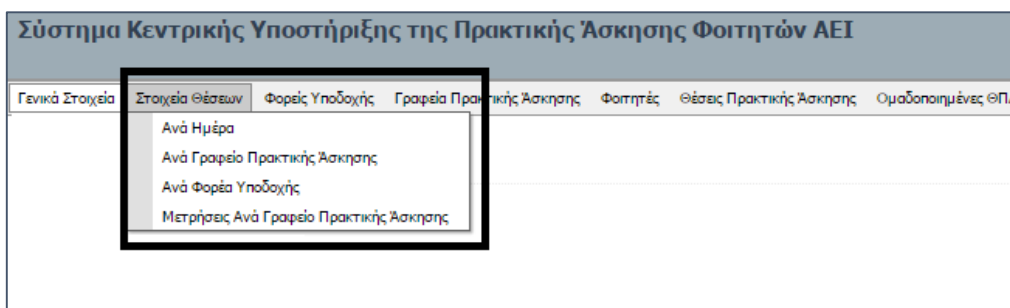 Σύστημα Κεντρικής Υποστήριξης της Πρακτικής Άσκησης Φοιτητών ΑΕΙ
Γενικά Στοιχεία Στοιχεία Θέσεων Φορείς Υποδοχής Γραφεία Πρακτικής Άσκησης Φοιτητές Θέσεις Πρακτικής Άσκησης Ομαδοποιημένες
Ανά Ημέρα
Ανά Γραφείο Πρακτικής Άσκησης
Ανά Φορέα Υποδοχής
Μετρήσεις Ανά Γραφείο Πρακτικής Άσκησης